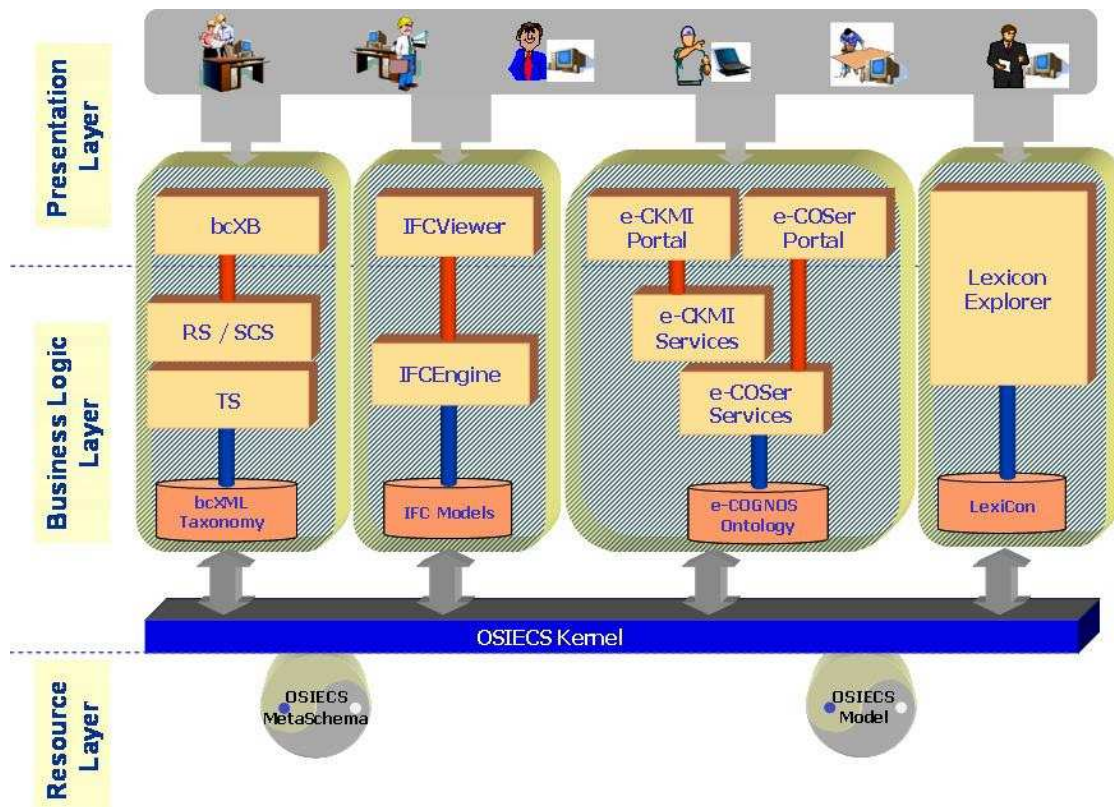 Presentation
Layer
bcXB
IFCViewer
e-CKMI
Portal
e-COSer
Portal
Lexicon
Explorer
Business Logic
Layer
RS / SCS
TS
IFCEngine
e-CKMI
Services
e-COSer
Services
bcXML
Taxonomy
IFC Models
e-COGNOS
Ontology
LexiCon
OSIECS Kernel
Resource
Layer
OSIECS
MetaSchema
OSIECS
Model